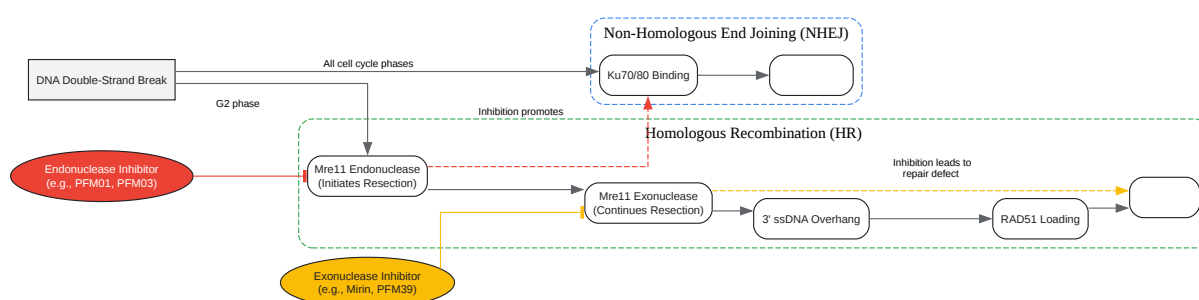 Non-Homologous End Joining (NHEJ)
All cell cycle phases
DNA Double-Strand Break
Ku70/80 Binding
G2 phase
Inhibition promotes
Homologous Recombination (HR)
Endonuclease Inhibitor
(e.g., PFM01, PFM03)
Mre11 Endonuclease
(Initiates Resection)
Inhibition leads to
repair defect
Mre11 Exonuclease
(Continues Resection)
3' ssDNA Overhang
RAD51 Loading
Exonuclease Inhibitor
(e.g., Mirin, PFM39)